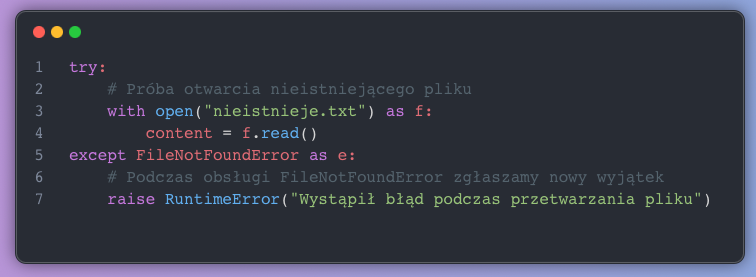 1 try:
2     # Próba otwarcia nieistniejącego pliku
3     with open("nieistnieje.txt") as f:
4         content = f.read()
5 except FileNotFoundError as e:
6     # Podczas obsługi FileNotFoundError zgłaszamy nowy wyjątek
7     raise RuntimeError("Wystąpił błąd podczas przetwarzania pliku")